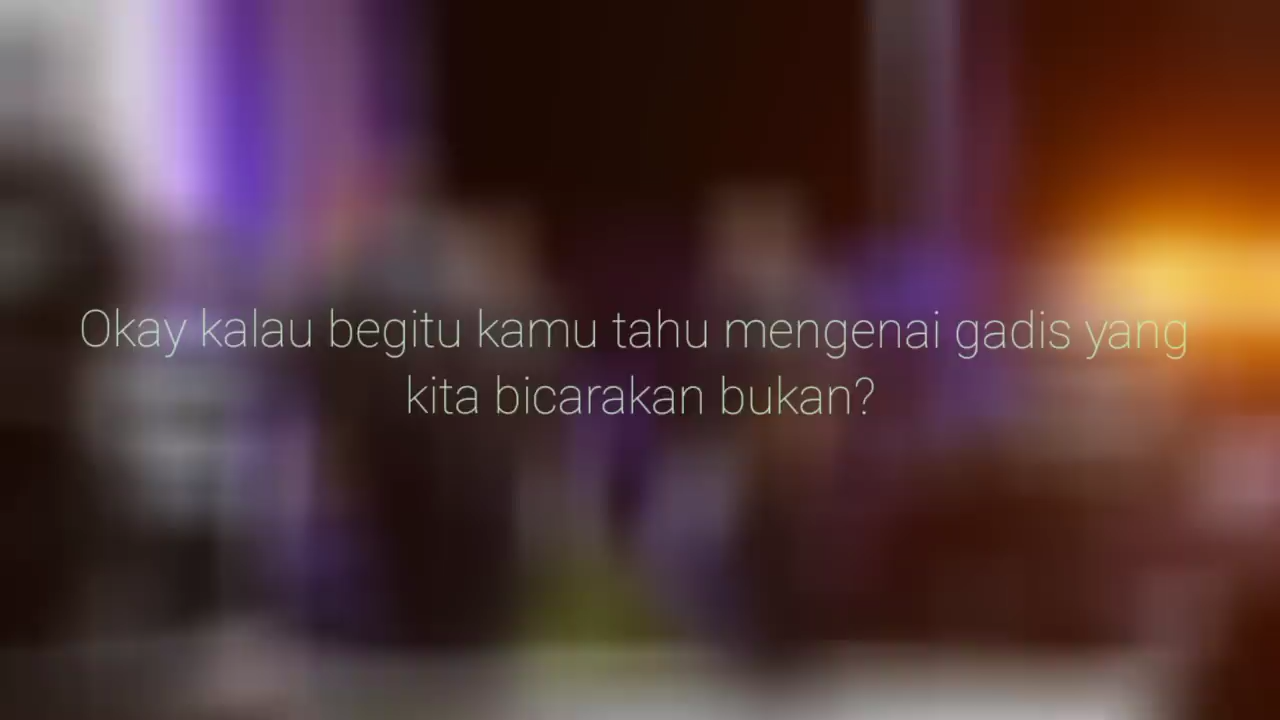 Okay kalau begitu kamu tahu mengenai gadis yang
kita bicarakan bukan?